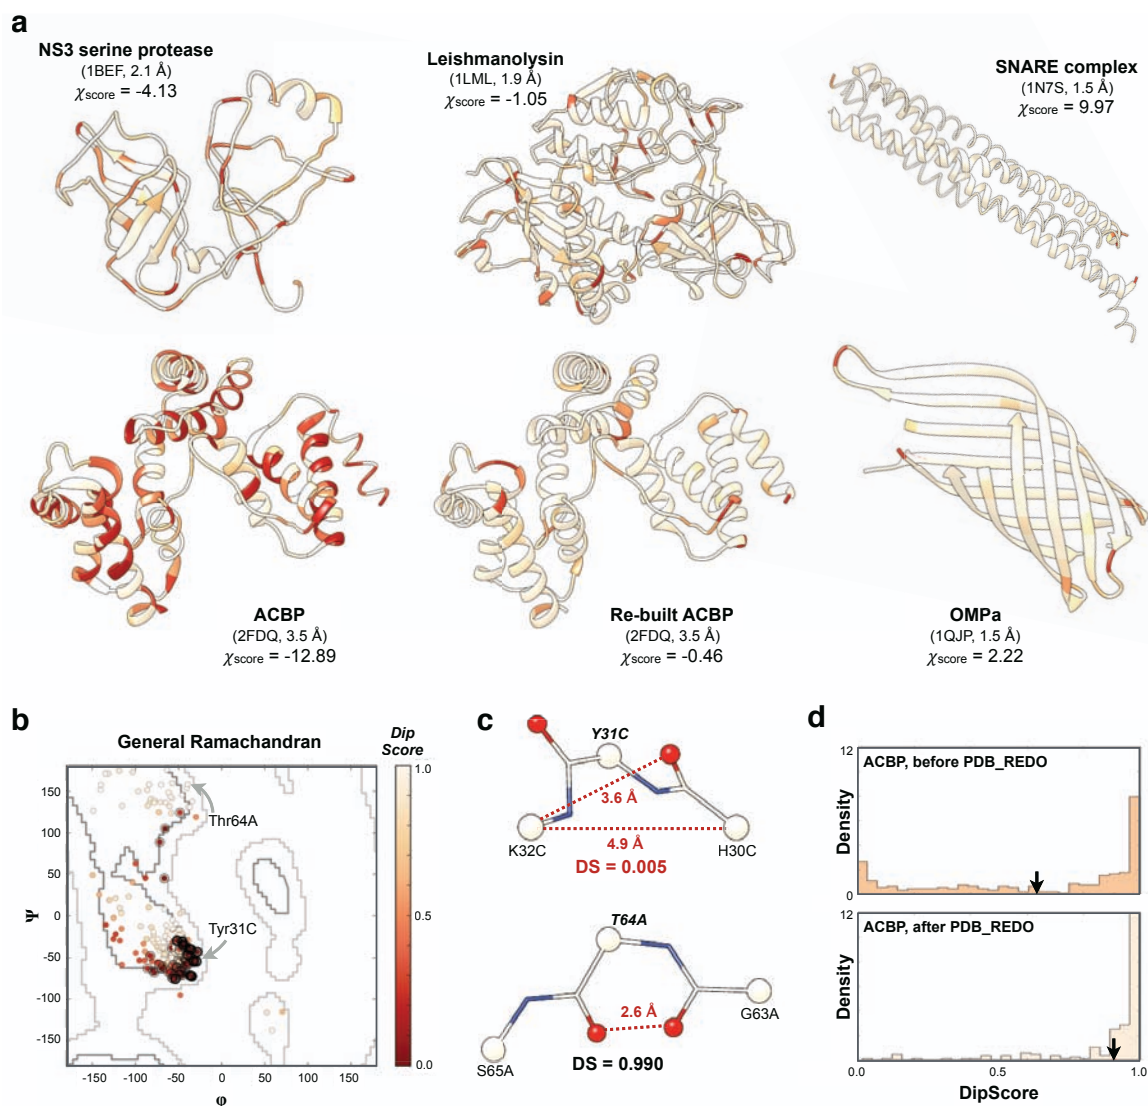 a
NS3 serine protease
(1BEF, 2.1 Å)
χscore = -4.13
Leishmanolysin
(1LML, 1.9 Å)
χscore = -1.05
SNARE complex
(1N7S, 1.5 Å)
χscore = 9.97
ACBP
(2FDQ, 3.5 Å)
χscore = -12.89
Re-built ACBP
(2FDQ, 3.5 Å)
χscore = -0.46
OMPa
(1QJP, 1.5 Å)
χscore = 2.22
b
General Ramachandran
Dip
Score
1.0
0.5
0.0
150
100
50
0
-50
-100
-150
Ψ
Thr64A
Tyr31C
-150
-100
-50
0
50
100
150
φ
c
Y31C
3.6 Å
4.9 Å
K32C
H30C
DS = 0.005
T64A
2.6 Å
G63A
S65A
DS = 0.990
d
12
ACBP, before PDB_REDO
Density
0
12
ACBP, after PDB_REDO
Density
0.0
0.5
1.0
DipScore